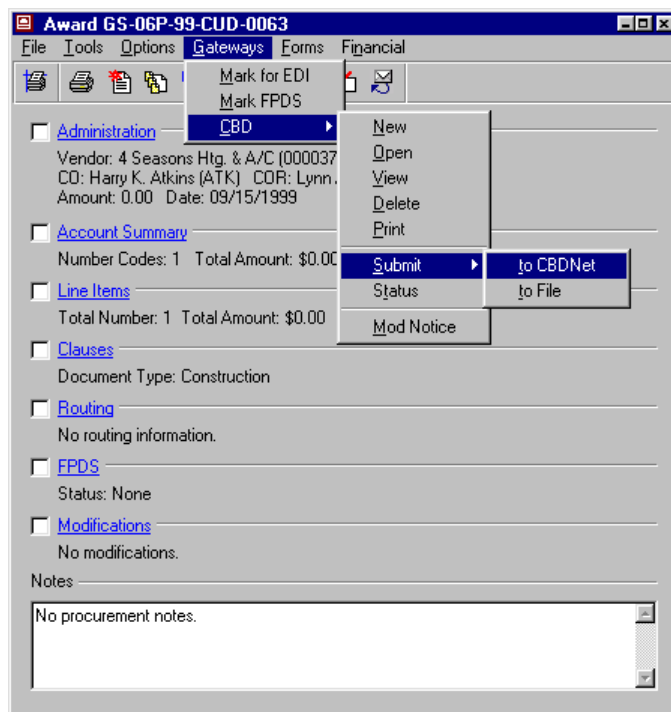 Award GS-06P-99-CUD-0063
File Tools Options Gateways Forms Financial
Mark for EDI
Mark FPDS
CBD
New
Open
View
Delete
Print
Submit
Status
Mod Notice
to CBDNet
to File
Administration
Vendor: 4 Seasons Htg. & A/C (000037
CO: Harry K. Atkins (ATK) COR: Lynn
Amount: 0.00 Date: 09/15/1999
Account Summary
Number Codes: 1 Total Amount: $0.00
Line Items
Total Number: 1 Total Amount: $0.00
Clauses
Document Type: Construction
Routing
No routing information.
FPDS
Status: None
Modifications
No modifications.
Notes
No procurement notes.